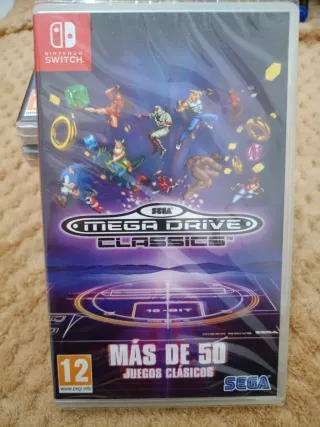 NINTENDO
SWITCH
SEGA
MEGA DRIVE
CLASSICS
16-BIT
MÁS DE 50
JUEGOS CLÁSICOS
12
www.pegi.info
SEGA